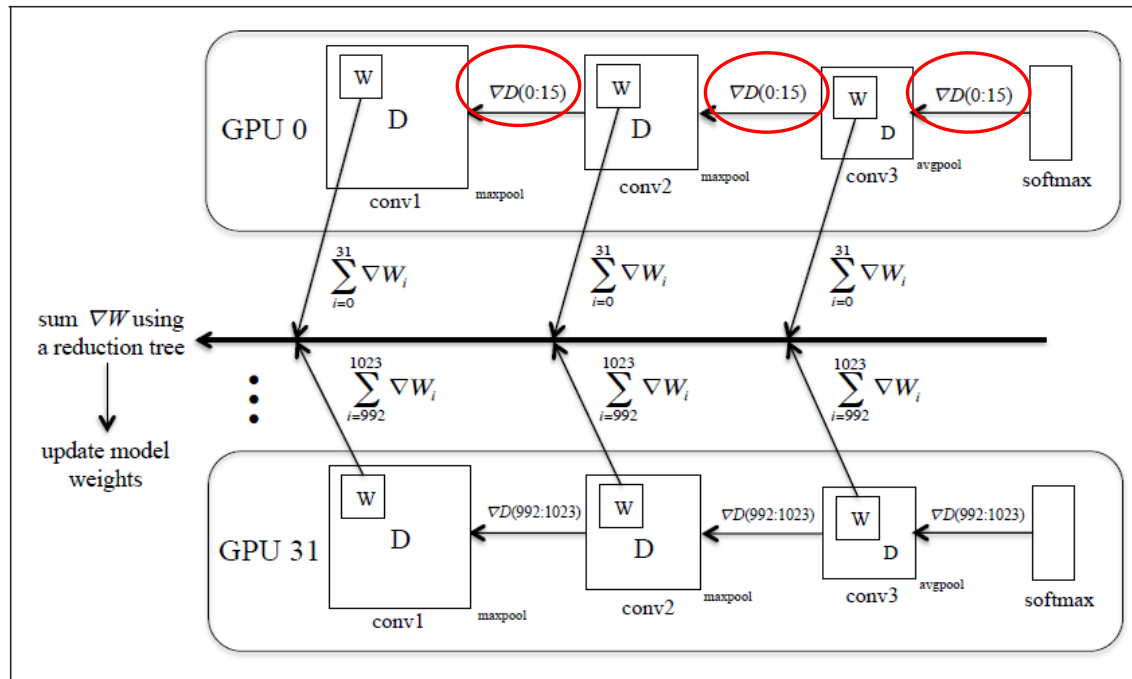 GPU 0
W
D
conv1
maxpool
∇D(0:15)
W
D
conv2
maxpool
∇D(0:15)
W
D
conv3
avgpool
∇D(0:15)
softmax
31
∑ ∇W_i
i=0
31
∑ ∇W_i
i=0
31
∑ ∇W_i
i=0
sum ∇W using
a reduction tree
update model
weights
1023
∑ ∇W_i
i=992
1023
∑ ∇W_i
i=992
1023
∑ ∇W_i
i=992
GPU 31
W
D
conv1
maxpool
∇D(992:1023)
W
D
conv2
maxpool
∇D(992:1023)
W
D
conv3
avgpool
∇D(992:1023)
softmax